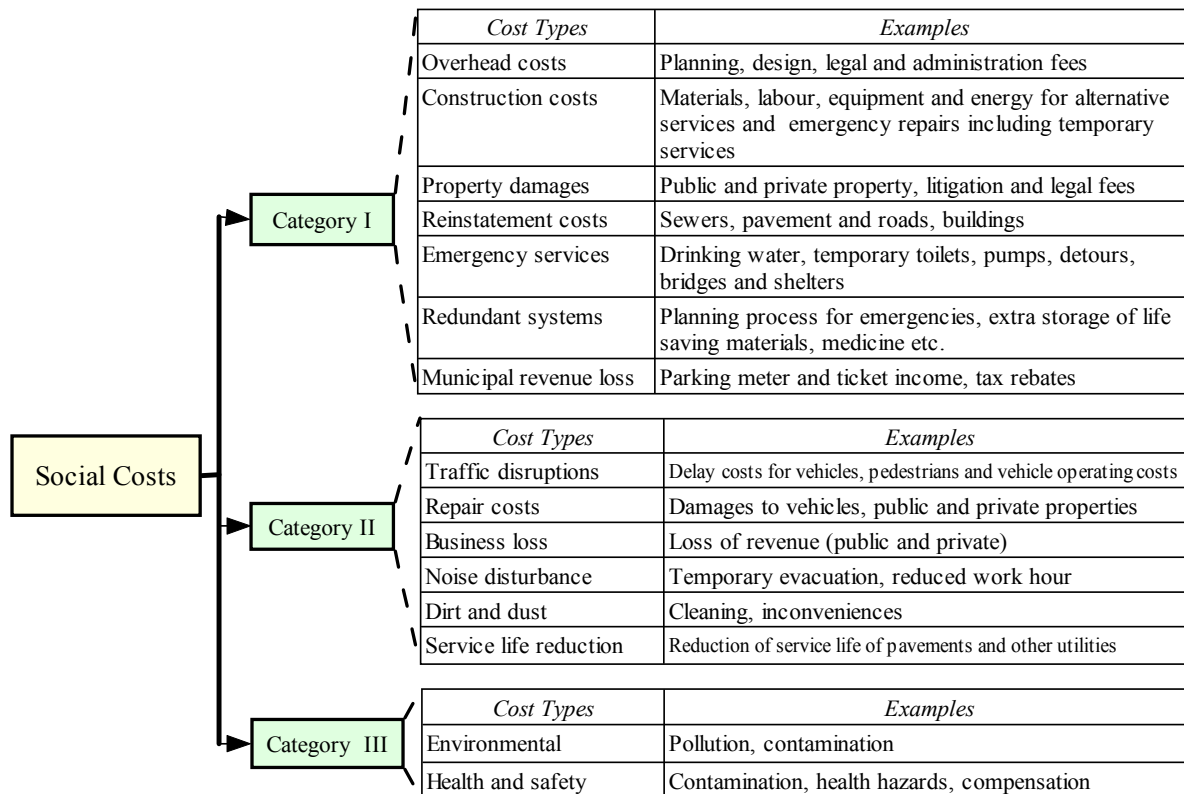 Cost Types Examples
Overhead costs Planning, design, legal and administration fees
Construction costs Materials, labour, equipment and energy for alternative
services and emergency repairs including temporary
services
Property damages Public and private property, litigation and legal fees
Reinstatement costs Sewers, pavement and roads, buildings
Emergency services Drinking water, temporary toilets, pumps, detours,
bridges and shelters
Redundant systems Planning process for emergencies, extra storage of life
saving materials, medicine etc.
Municipal revenue loss Parking meter and ticket income, tax rebates
Category I
Social Costs
Cost Types Examples
Traffic disruptions Delay costs for vehicles, pedestrians and vehicle operating costs
Repair costs Damages to vehicles, public and private properties
Business loss Loss of revenue (public and private)
Noise disturbance Temporary evacuation, reduced work hour
Dirt and dust Cleaning, inconveniences
Service life reduction Reduction of service life of pavements and other utilities
Category II
Cost Types Examples
Environmental Pollution, contamination
Health and safety Contamination, health hazards, compensation
Category III